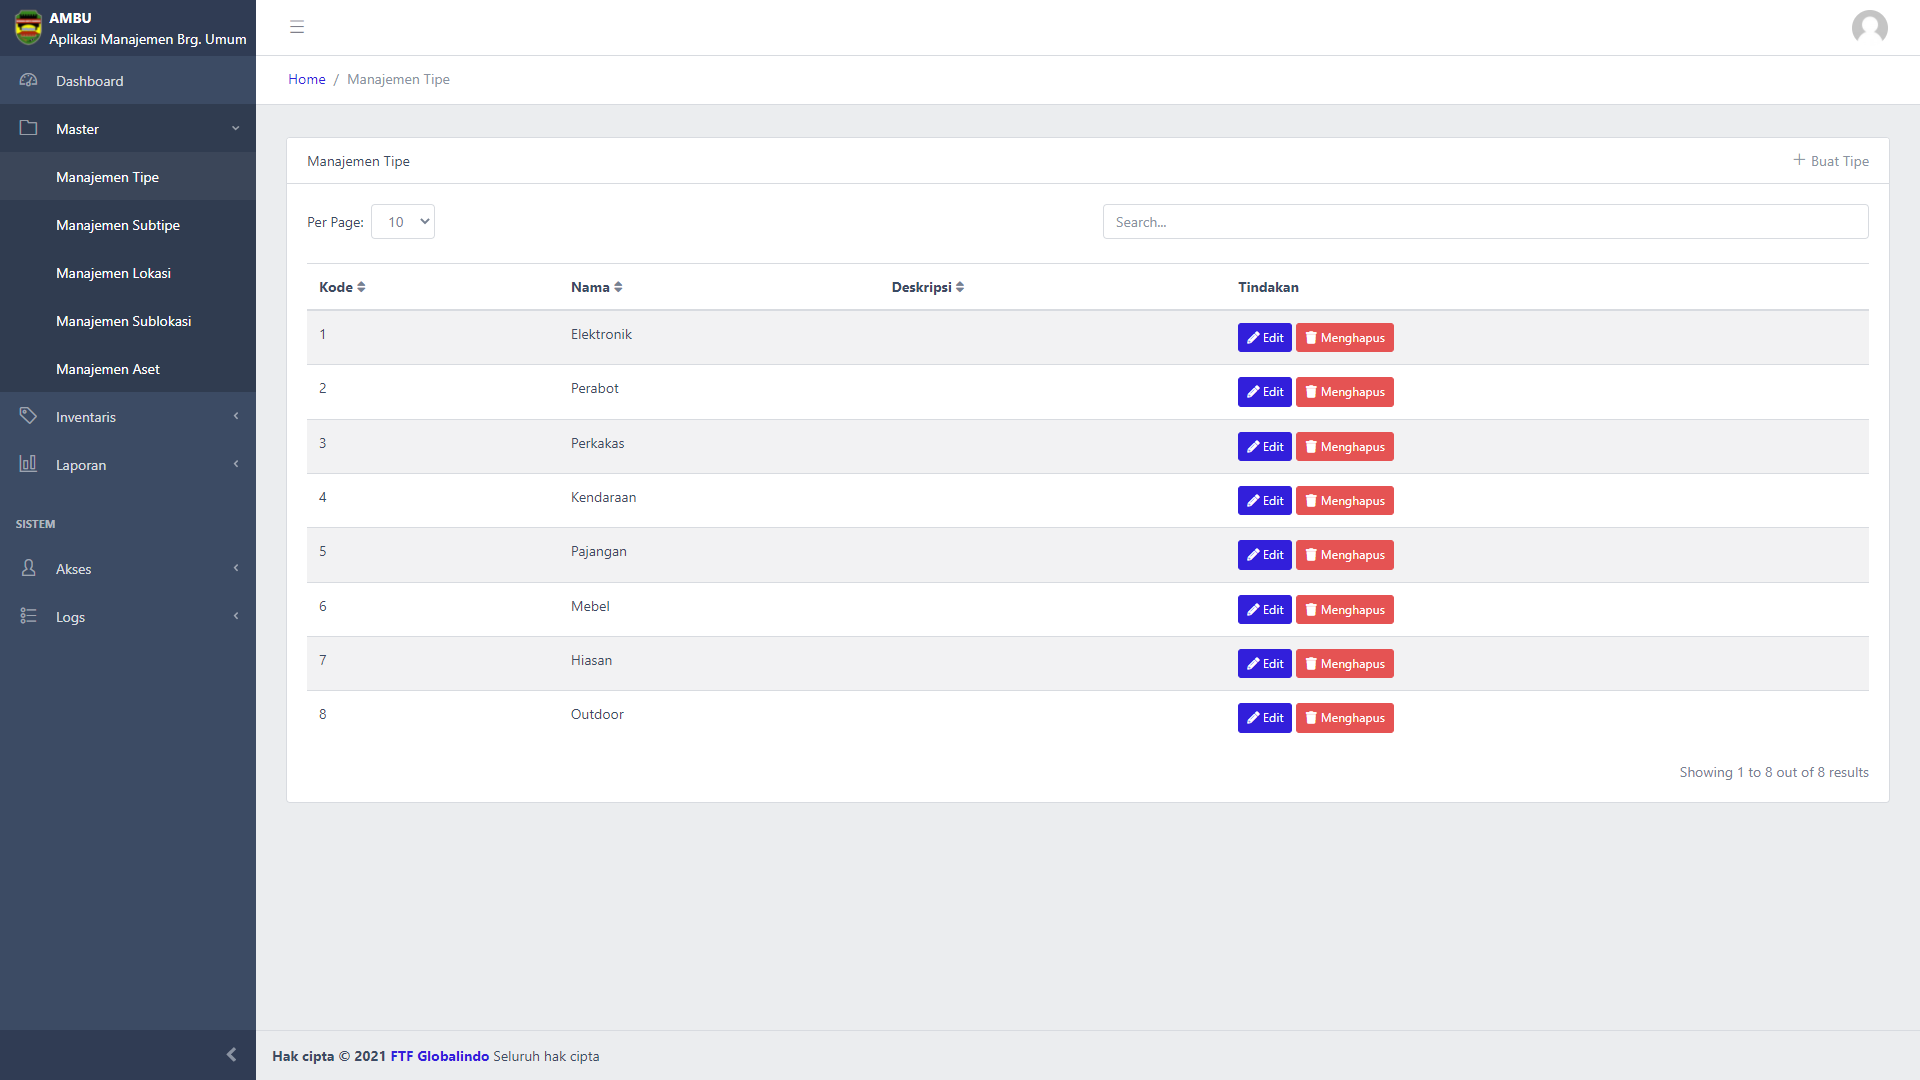 AMBU
Aplikasi Manajemen Brg. Umum
Dashboard
Master
Manajemen Tipe
Manajemen Subtipe
Manajemen Lokasi
Manajemen Sublokasi
Manajemen Aset
Inventaris
Laporan
SISTEM
Akses
Logs
Home / Manajemen Tipe
Manajemen Tipe
Buat Tipe
Per Page: 10
Search...
Kode Nama Deskripsi Tindakan
1 Elektronik Edit Menghapus
2 Perabot Edit Menghapus
3 Perkakas Edit Menghapus
4 Kendaraan Edit Menghapus
5 Pajangan Edit Menghapus
6 Mebel Edit Menghapus
7 Hiasan Edit Menghapus
8 Outdoor Edit Menghapus
Showing 1 to 8 out of 8 results
Hak cipta © 2021 FTF Globalindo Seluruh hak cipta